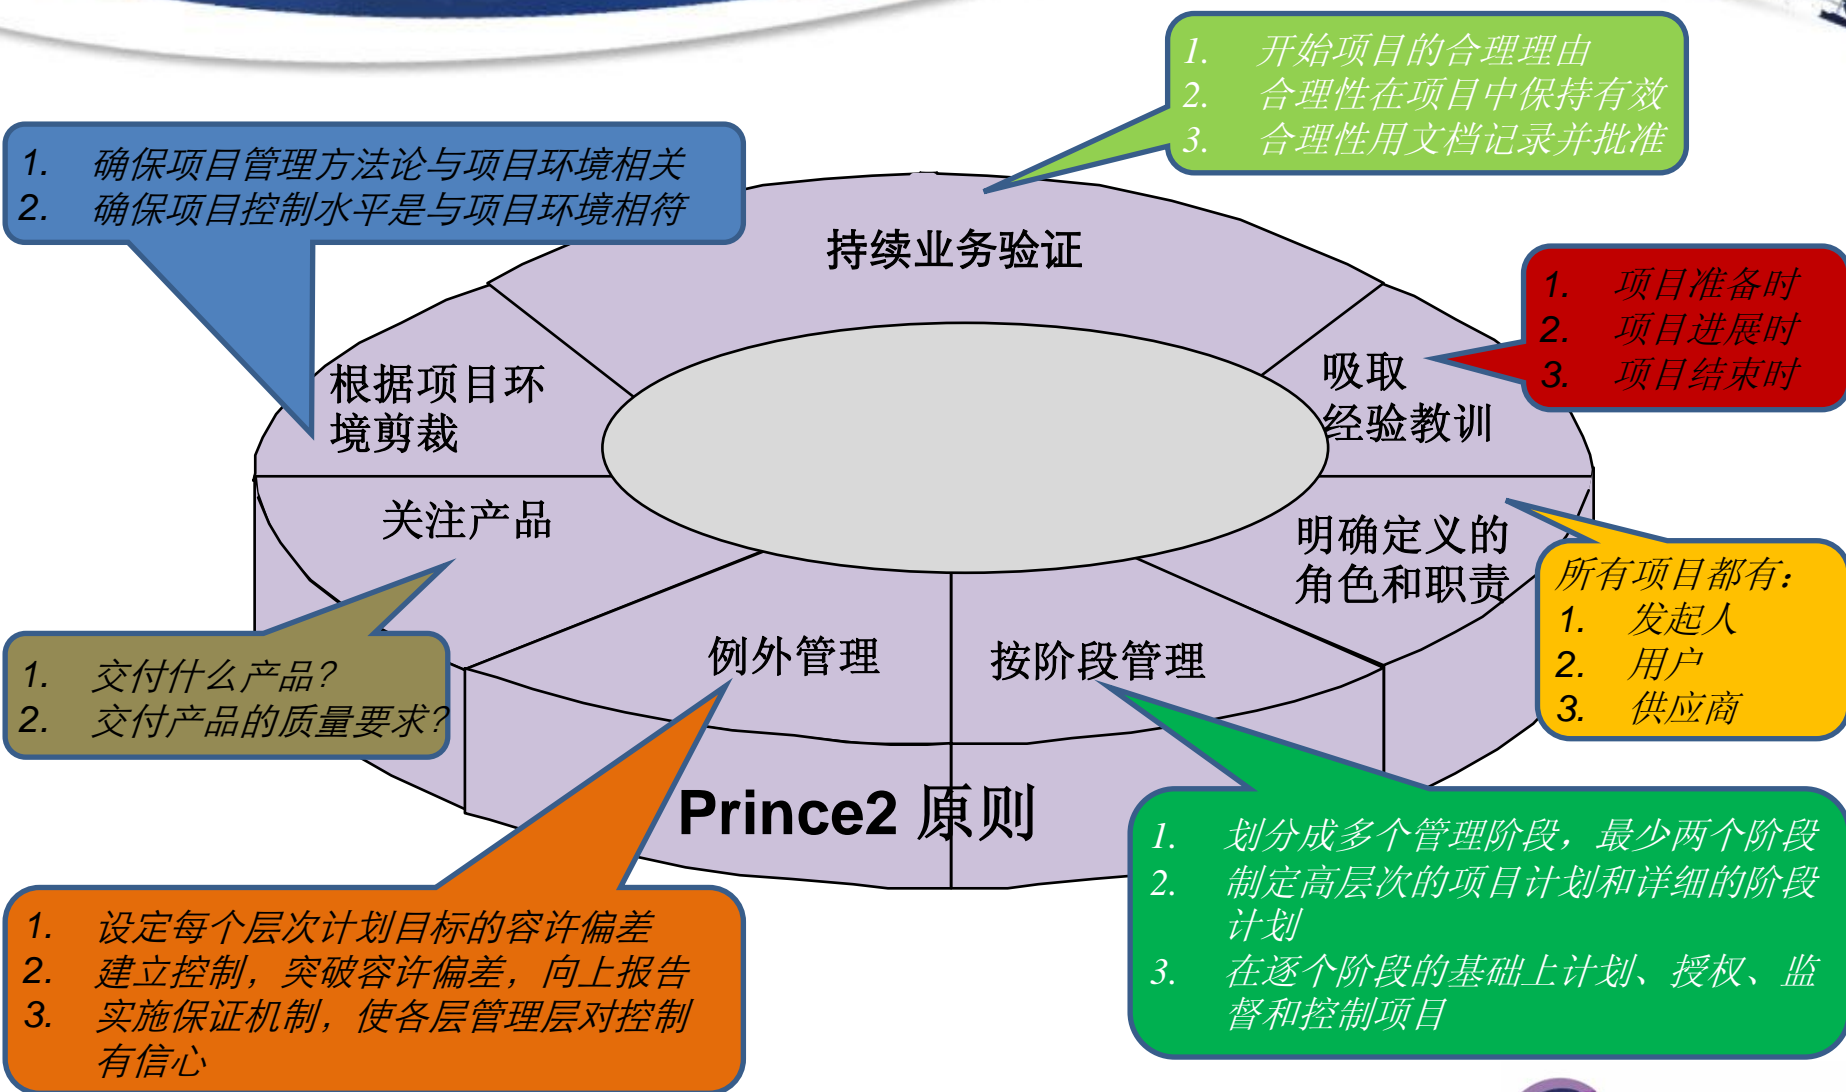 1. 开始项目的合理理由
2. 合理性在项目中保持有效
3. 合理性用文档记录并批准
1. 确保项目管理方法论与项目环境相关
2. 确保项目控制水平是与项目环境相符
持续业务验证
1. 项目准备时
2. 项目进展时
3. 项目结束时
根据项目环
境剪裁
吸取
经验教训
关注产品
明确定义的
角色和职责
所有项目都有：
1. 发起人
2. 用户
3. 供应商
1. 交付什么产品？
2. 交付产品的质量要求？
例外管理
按阶段管理
Prince2 原则
1. 划分成多个管理阶段，最少两个阶段
2. 制定高层次的项目计划和详细的阶段
计划
3. 在逐个阶段的基础上计划、授权、监
督和控制项目
1. 设定每个层次计划目标的容许偏差
2. 建立控制，突破容许偏差，向上报告
3. 实施保证机制，使各层管理层对控制
有信心